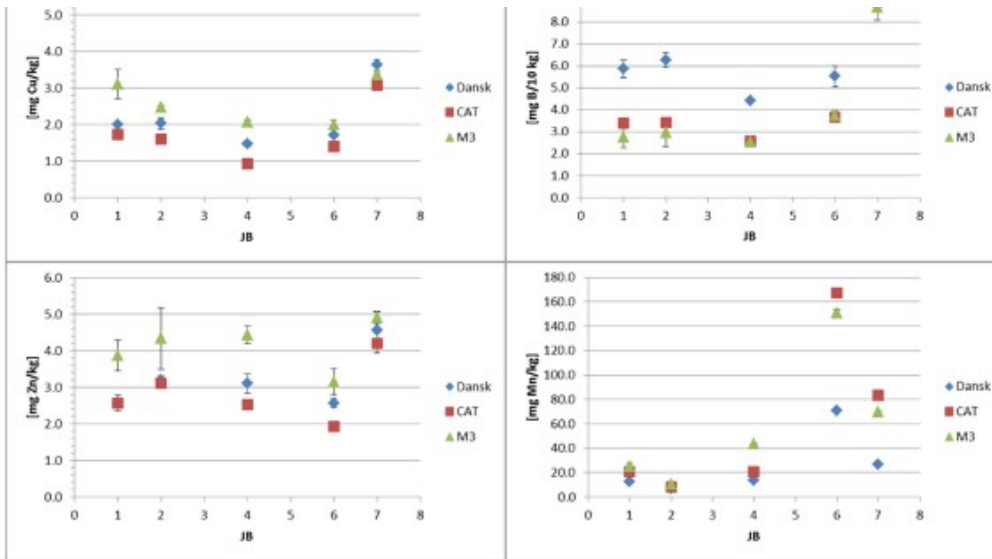 5.0
4.0
3.0
2.0
1.0
0.0
[mg Cu/kg]
0 1 2 3 4 5 6 7 8
JB
Dansk
CAT
M3
8.0
7.0
6.0
5.0
4.0
3.0
2.0
1.0
0.0
[mg B/10 kg]
0 1 2 3 4 5 6 7 8
JB
Dansk
CAT
M3
6.0
5.0
4.0
3.0
2.0
1.0
0.0
[mg Zn/kg]
0 1 2 3 4 5 6 7 8
JB
Dansk
CAT
M3
180.0
160.0
140.0
120.0
100.0
80.0
60.0
40.0
20.0
0.0
[mg Mn/kg]
0 1 2 3 4 5 6 7 8
JB
Dansk
CAT
M3